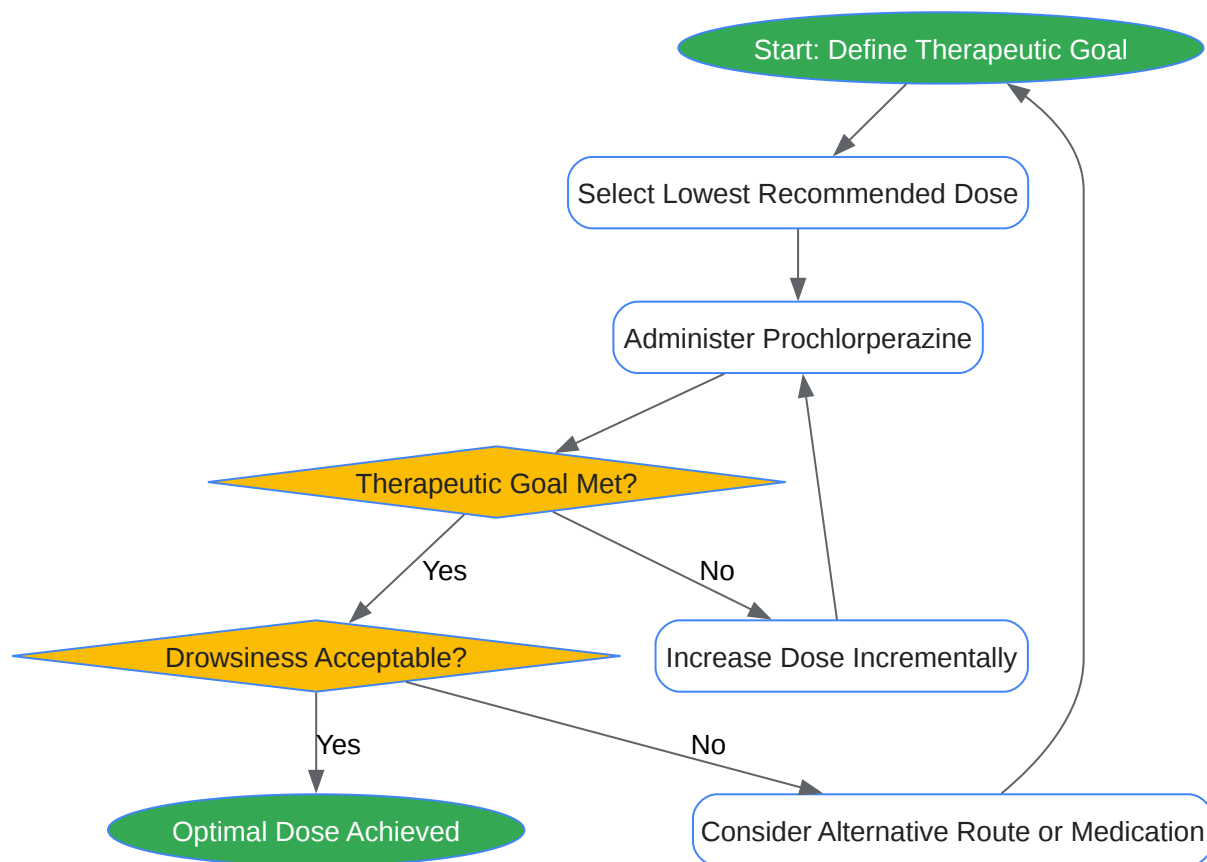 Start: Define Therapeutic Goal
Select Lowest Recommended Dose
Administer Prochlorperazine
Therapeutic Goal Met?
Yes
No
Drowsiness Acceptable?
Increase Dose Incrementally
Yes
No
Optimal Dose Achieved
Consider Alternative Route or Medication